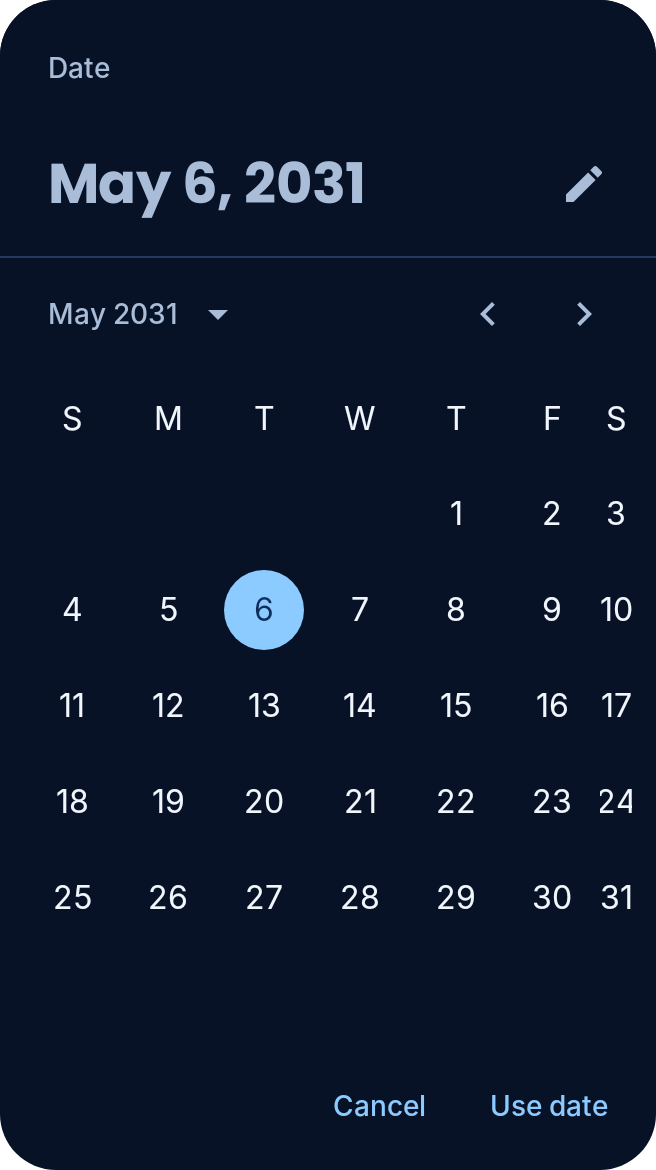 Date
May 6, 2031
May 2031
S M T W T F S
1 2 3
4 5 6 7 8 9 10
11 12 13 14 15 16 17
18 19 20 21 22 23 24
25 26 27 28 29 30 31
Cancel Use date